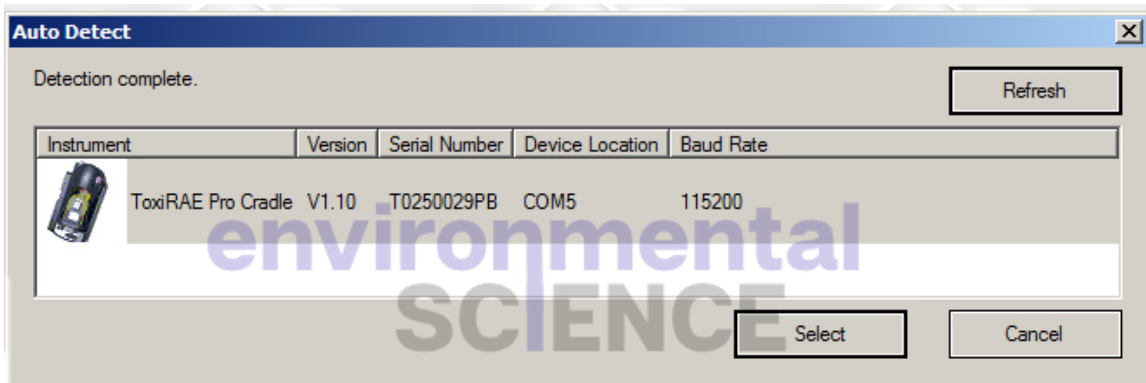 Auto Detect
Detection complete.
Refresh
Instrument Version Serial Number Device Location Baud Rate
ToxiRAE Pro Cradle V1.10 T0250029PB COM5 115200
environmental
SCIENCE
Select Cancel